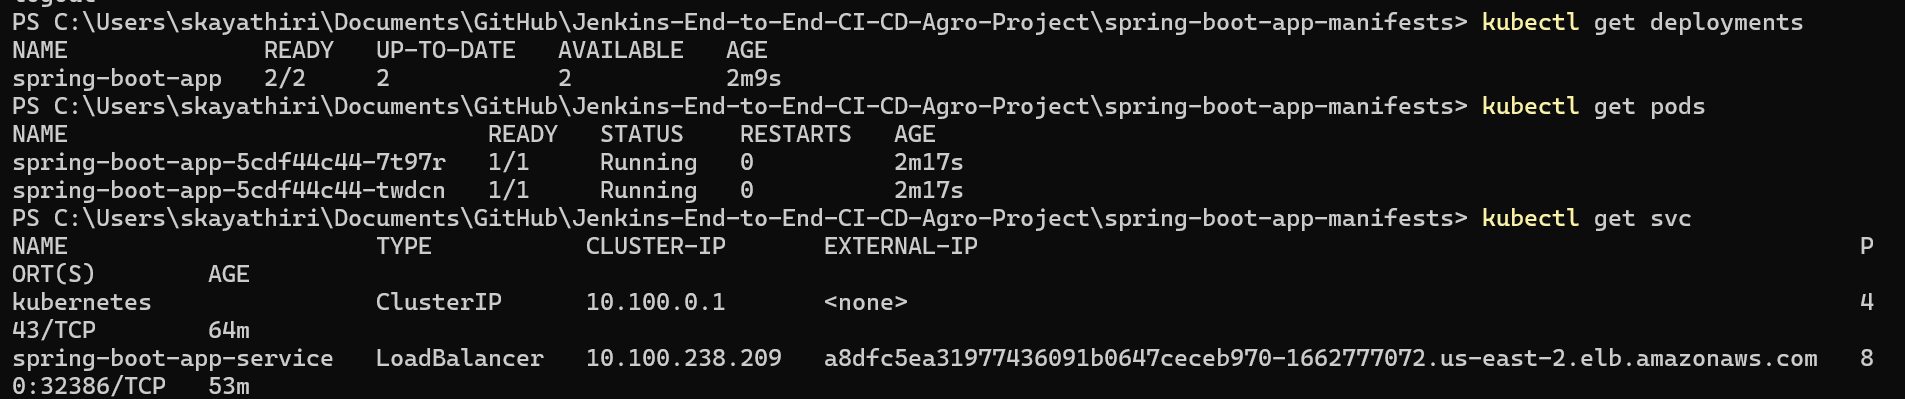 logout
PS C:\Users\skayathiri\Documents\GitHub\Jenkins-End-to-End-CI-CD-Agro-Project\spring-boot-app-manifests> kubectl get deployments
NAME              READY   UP-TO-DATE   AVAILABLE   AGE
spring-boot-app   2/2     2            2           2m9s
PS C:\Users\skayathiri\Documents\GitHub\Jenkins-End-to-End-CI-CD-Agro-Project\spring-boot-app-manifests> kubectl get pods
NAME                              READY   STATUS    RESTARTS   AGE
spring-boot-app-5cdf44c44-7t97r   1/1     Running   0          2m17s
spring-boot-app-5cdf44c44-twdcn   1/1     Running   0          2m17s
PS C:\Users\skayathiri\Documents\GitHub\Jenkins-End-to-End-CI-CD-Agro-Project\spring-boot-app-manifests> kubectl get svc
NAME                      TYPE           CLUSTER-IP       EXTERNAL-IP                                                               P
ORT(S)        AGE
kubernetes                ClusterIP      10.100.0.1       <none>                                                                    4
43/TCP        64m
spring-boot-app-service   LoadBalancer   10.100.238.209   a8dfc5ea31977436091b0647ceceb970-1662777072.us-east-2.elb.amazonaws.com   8
0:32386/TCP   53m